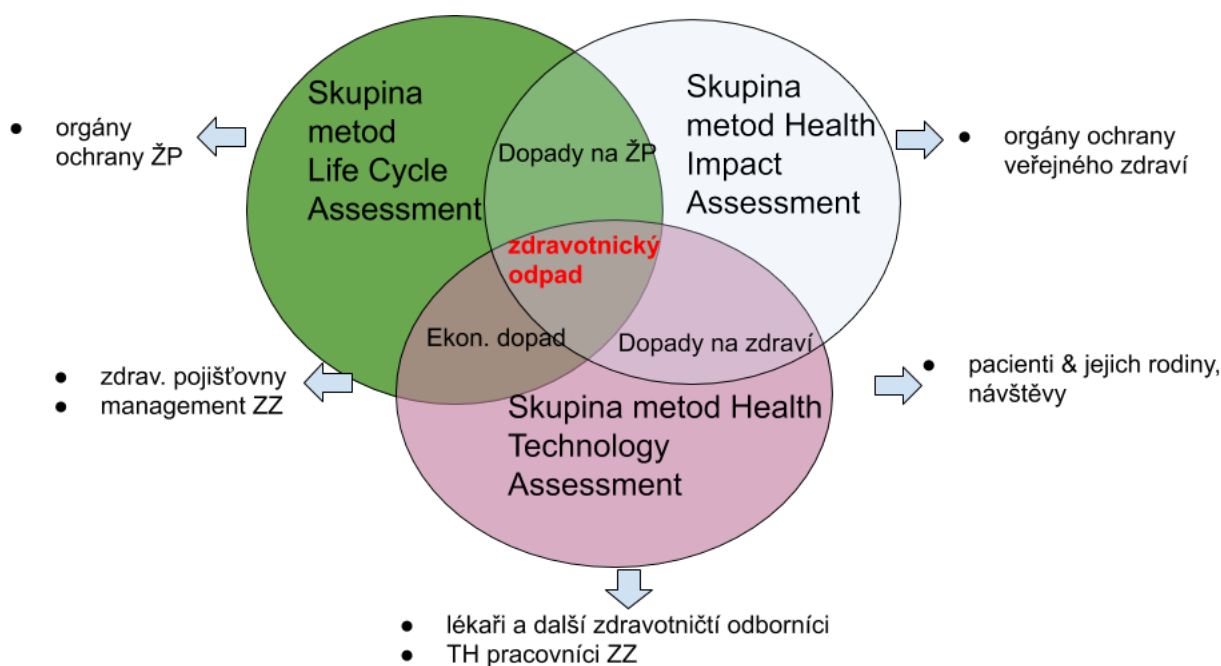 Skupina
metod
Life Cycle
Assessment
Skupina
metod Health
Impact
Assessment
● orgány
ochrany ŽP
Dopady na ŽP
● orgány ochrany
veřejného zdraví
zdravotnický
odpad
Ekon. dopad
Dopady na zdraví
● zdrav. pojišťovny
● management ZZ
● pacienti & jejich rodiny,
návštěvy
Skupina metod Health
Technology
Assessment
● lékaři a další zdravotničtí odborníci
● TH pracovníci ZZ